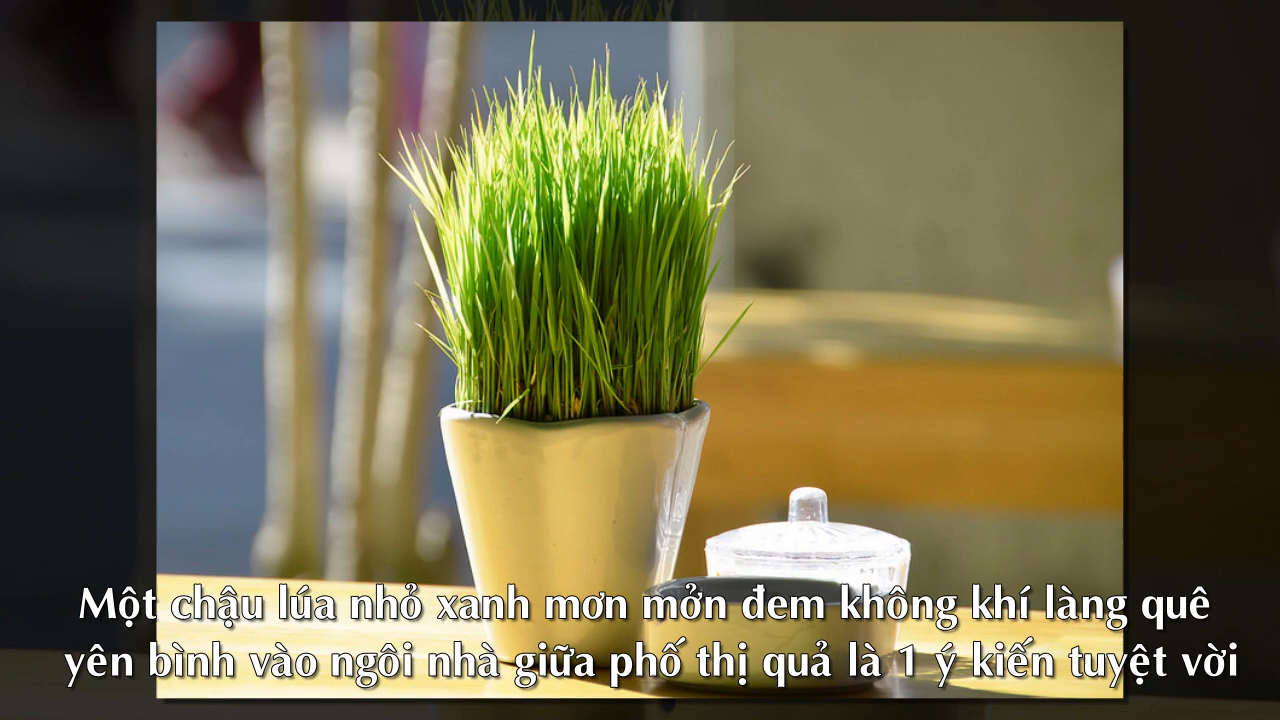 Một chậu lúa nhỏ xanh mơn mởn đem không khí làng quê
yên bình vào ngôi nhà giữa phố thị quả là 1 ý kiến tuyệt vời